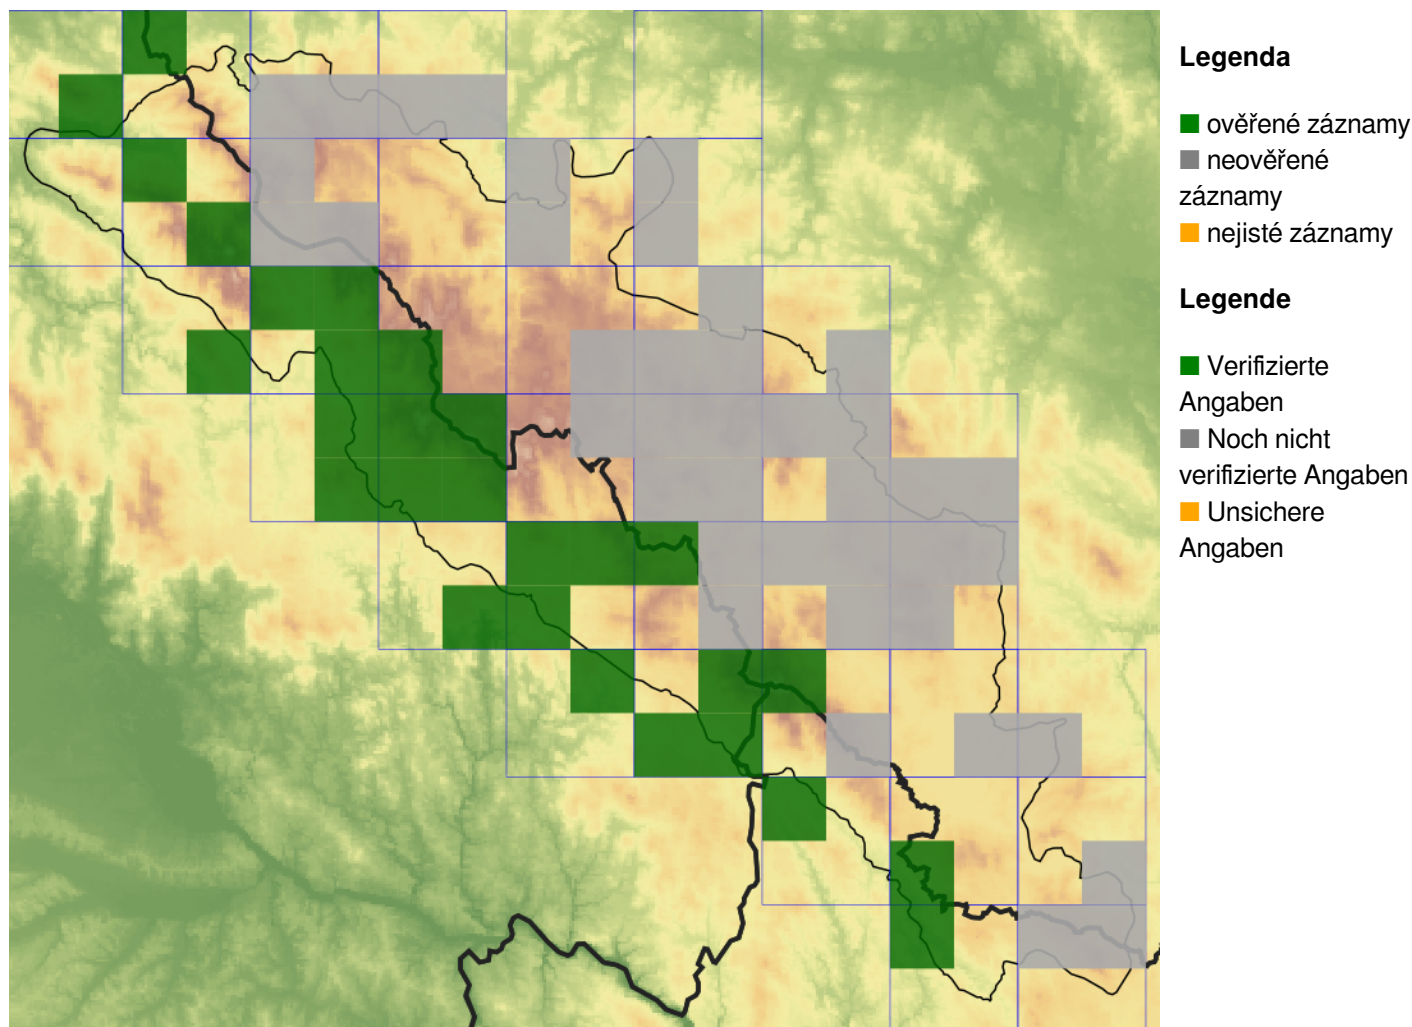 Legenda
ověřené záznamy
neověřené
záznamy
nejisté záznamy
Legende
Verifizierte
Angaben
Noch nicht
verifizierte Angaben
Unsichere
Angaben